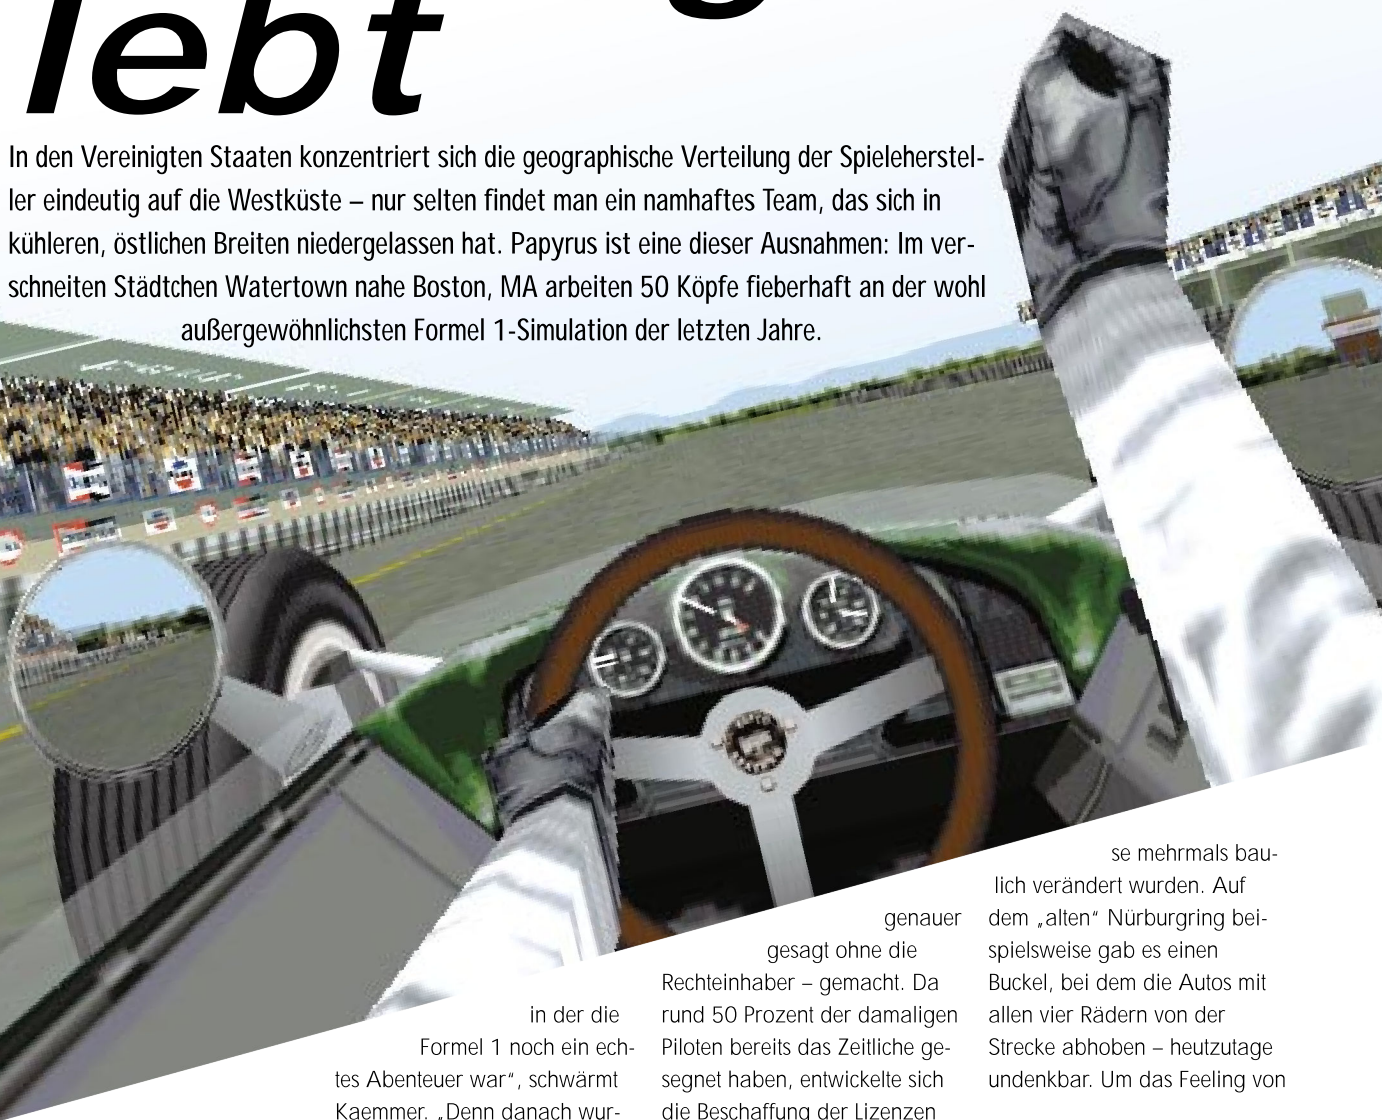 lebt
In den Vereinigten Staaten konzentriert sich die geographische Verteilung der Spieleherstel-
ler eindeutig auf die Westküste – nur selten findet man ein namhaftes Team, das sich in
kühleren, östlichen Breiten niedergelassen hat. Papyrus ist eine dieser Ausnahmen: Im ver-
schneiten Städtchen Watertown nahe Boston, MA arbeiten 50 Köpfe fieberhaft an der wohl
außergewöhnlichsten Formel 1-Simulation der letzten Jahre.
in der die
Formel 1 noch ein ech-
tes Abenteuer war“, schwärmt
Kaemmer. „Denn danach wur-
genauer
gesagt ohne die
Rechteinhaber – gemacht. Da
rund 50 Prozent der damaligen
Piloten bereits das Zeitliche ge-
segnet haben, entwickelte sich
die Beschaffung der Lizenzen
se mehrmals bau-
lich verändert wurden. Auf
dem „alten“ Nürburgring bei-
spielsweise gab es einen
Buckel, bei dem die Autos mit
allen vier Rädern von der
Strecke abhoben – heutzutage
undenkbar. Um das Feeling von